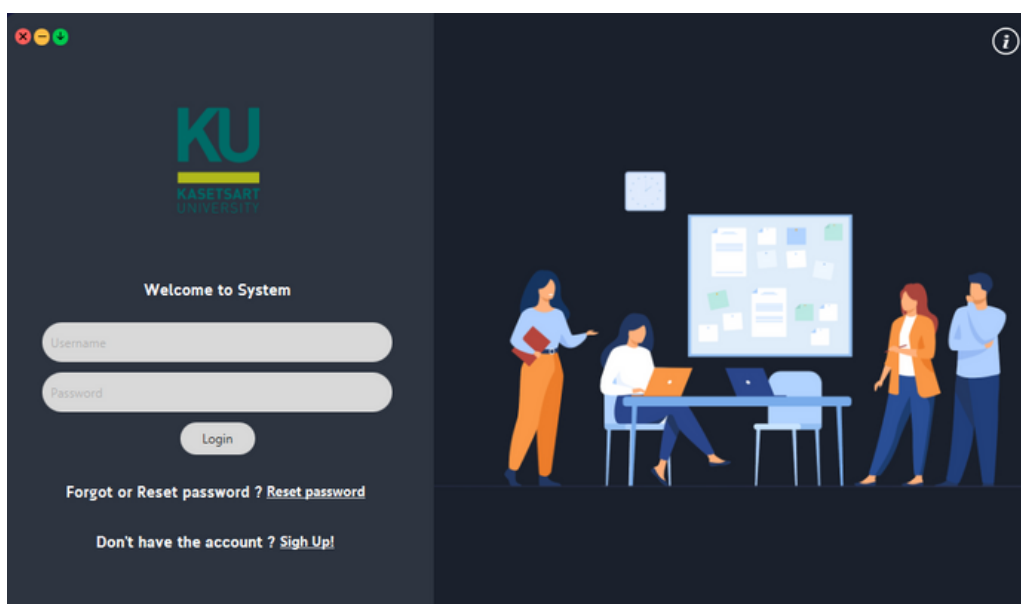 KU
KASETSART
UNIVERSITY
Welcome to System
Username
Password
Login
Forgot or Reset password ? Reset password
Don't have the account ? Sigh Up!
i